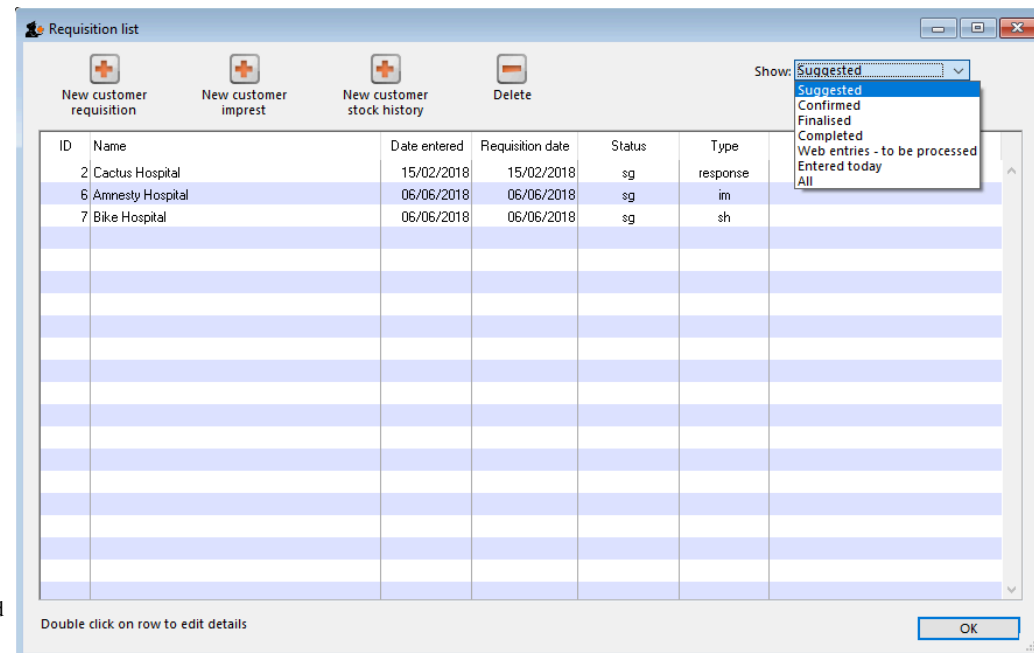 Requisition list
New customer
requisition
New customer
imprest
New customer
stock history
Delete
Show: Suggested
Suggested
Confirmed
Finalised
Completed
Web entries - to be processed
Entered today
All
ID Name Date entered Requisition date Status Type
2 Cactus Hospital 15/02/2018 15/02/2018 sg response
6 Amnesty Hospital 06/06/2018 06/06/2018 sg im
7 Bike Hospital 06/06/2018 06/06/2018 sg sh
Double click on row to edit details
OK